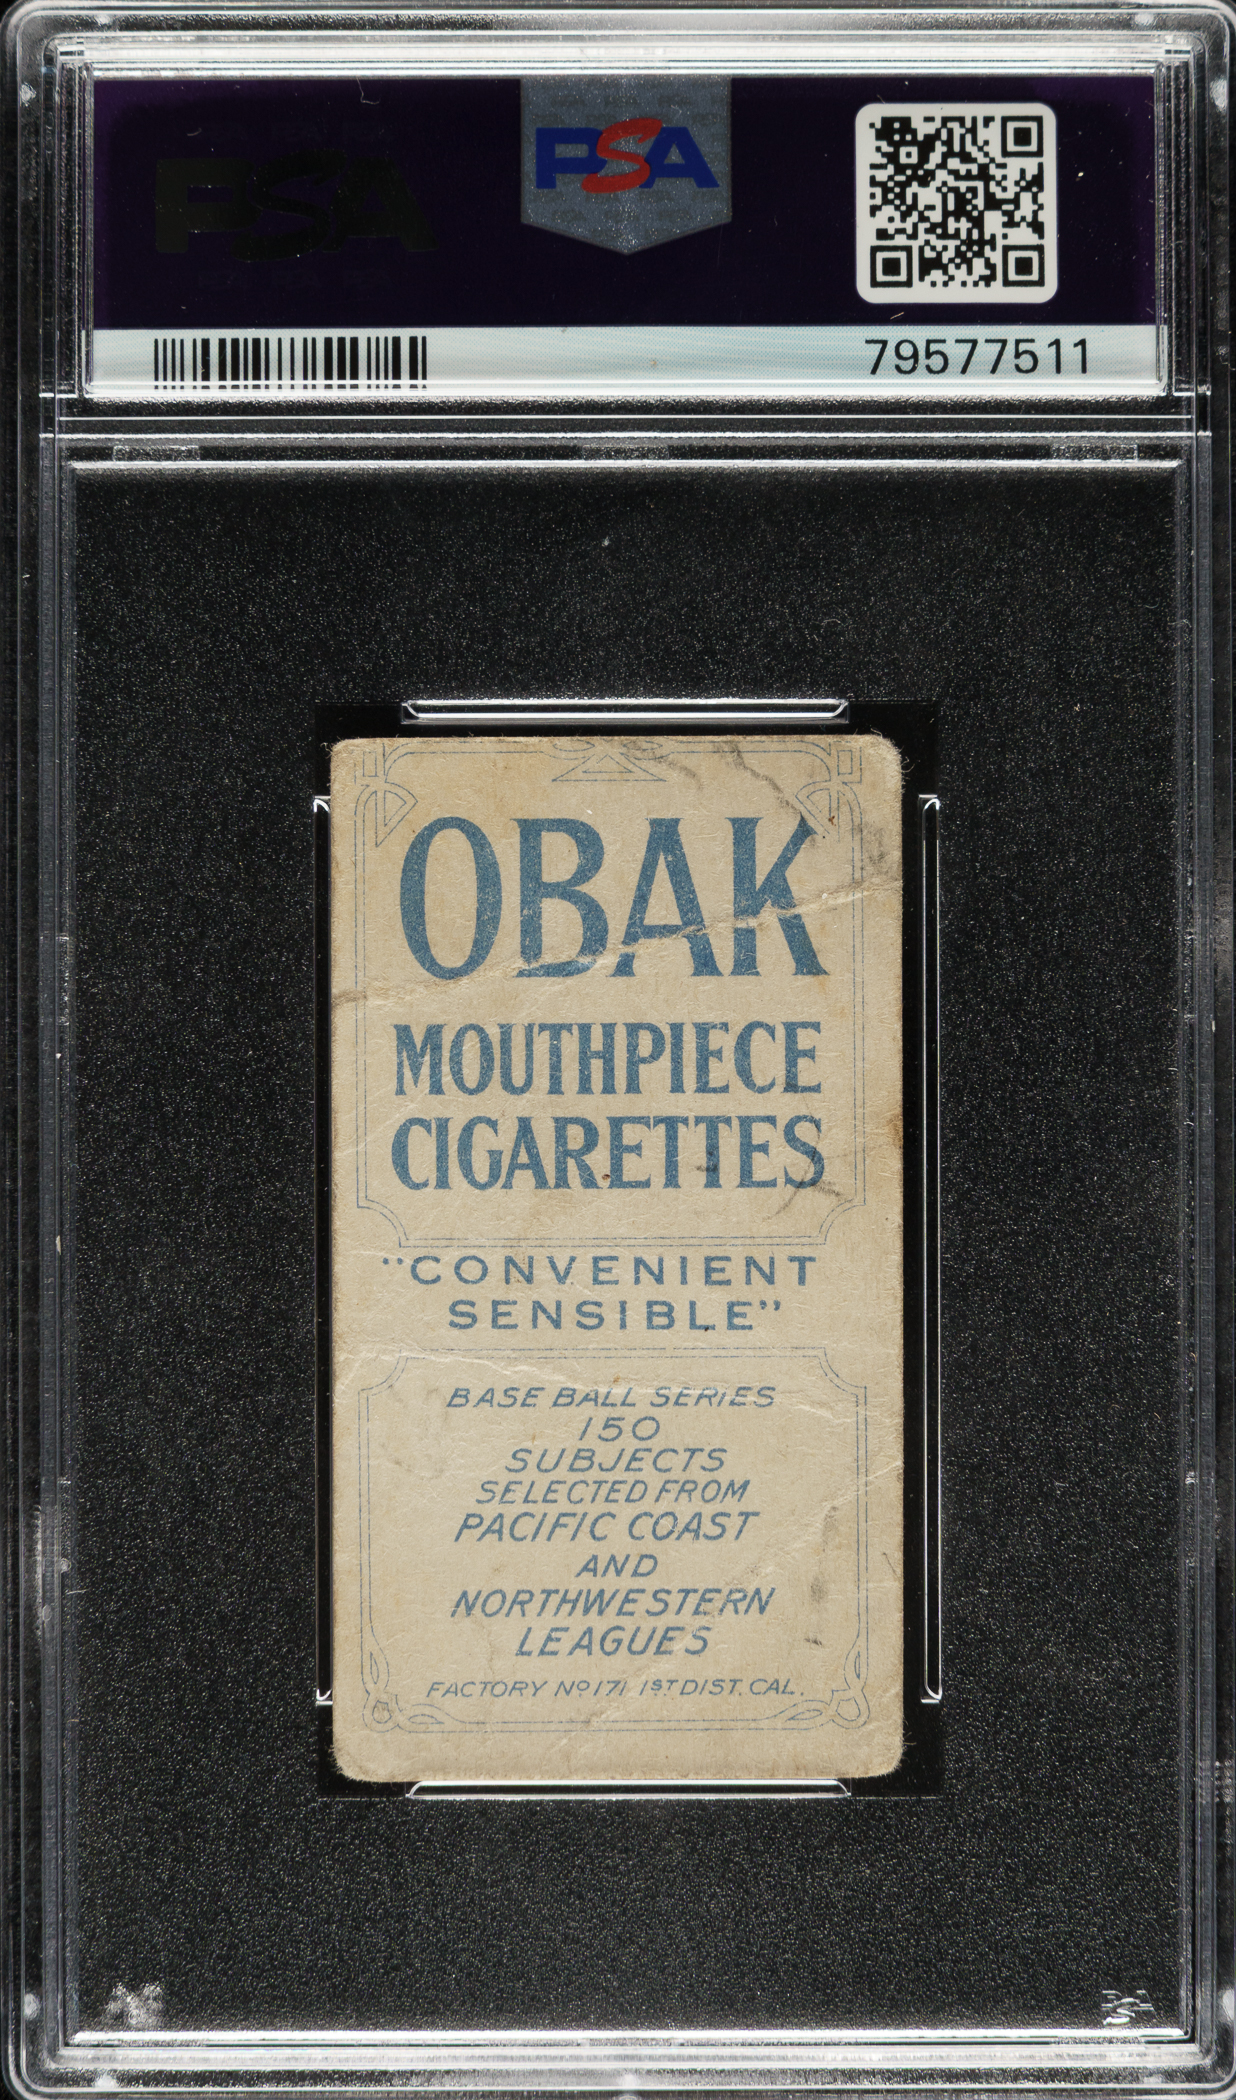 PSA
PSA
79577511
OBAK
MOUTHPIECE
CIGARETTES
"CONVENIENT
SENSIBLE"
BASE BALL SERIES
150
SUBJECTS
SELECTED FROM
PACIFIC COAST
AND
NORTHWESTERN
LEAGUES
FACTORY No 171 1ST DIST. CAL.